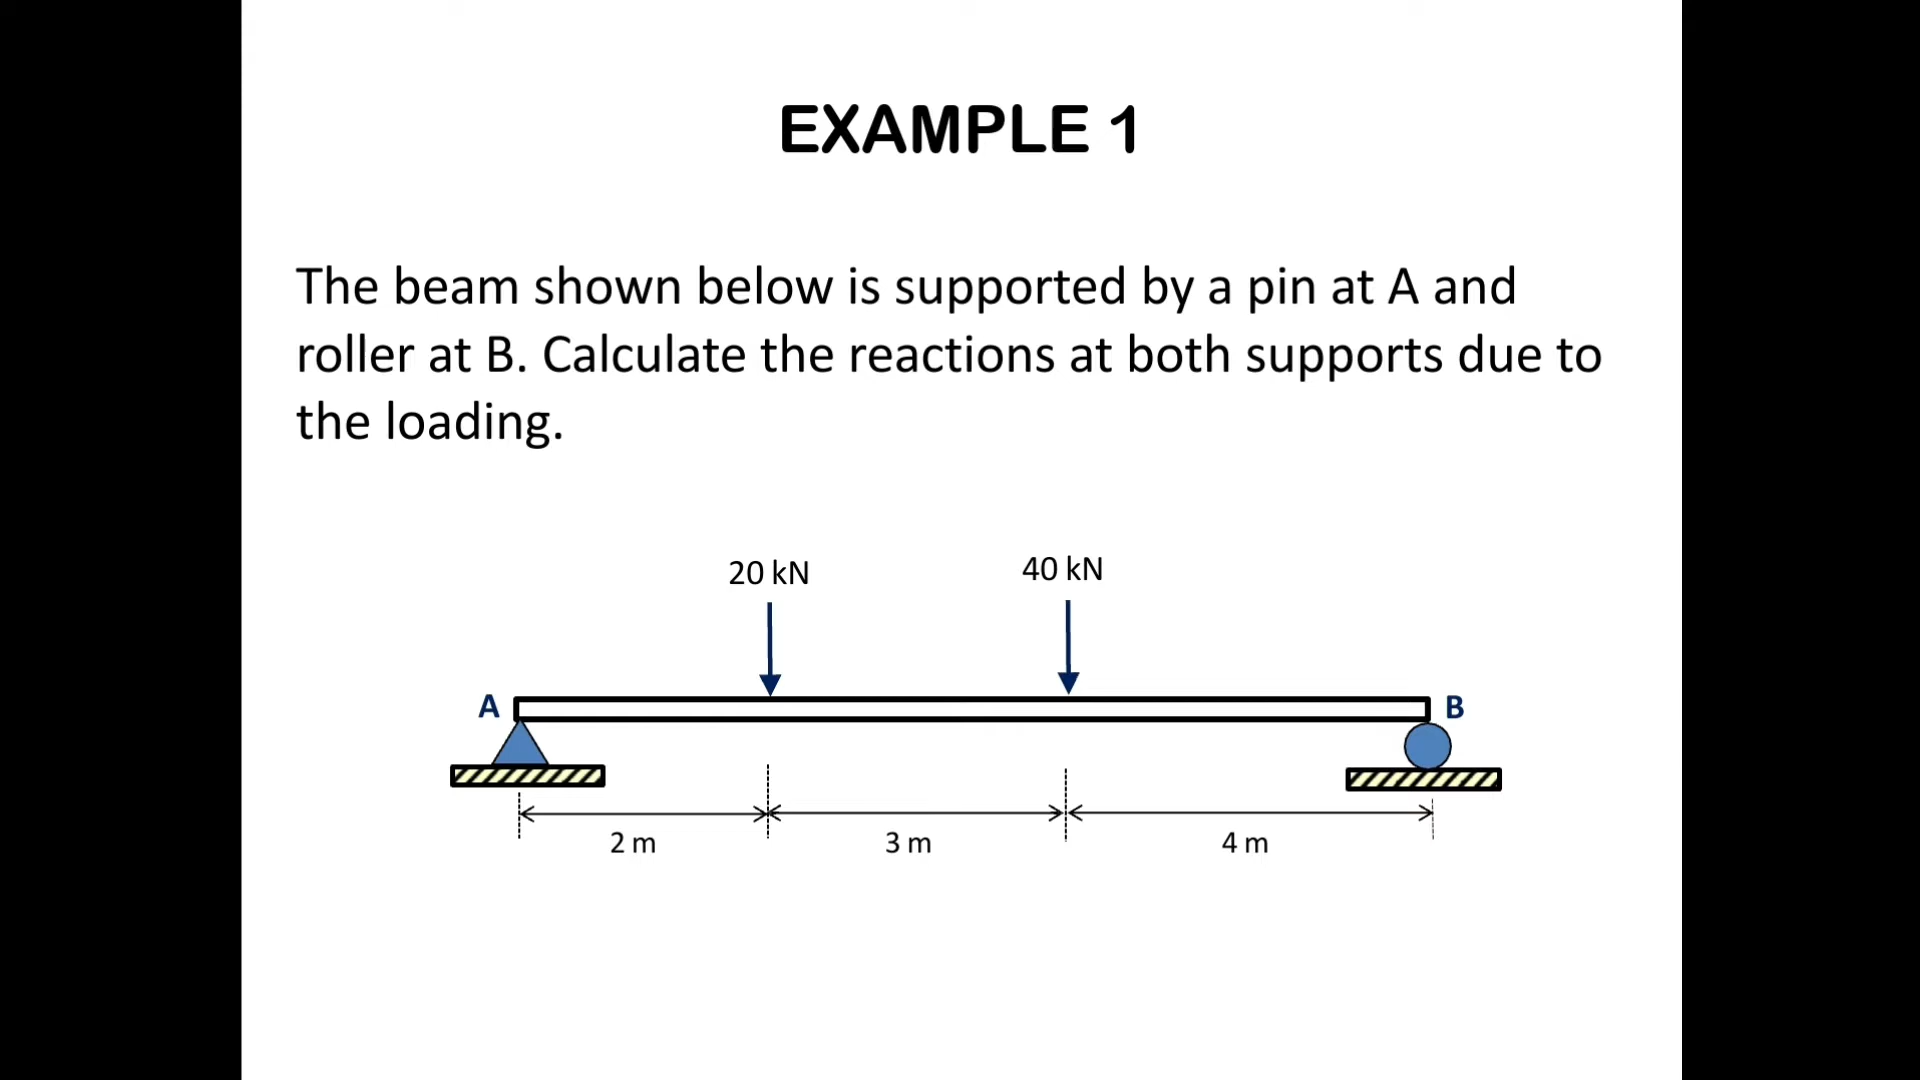 EXAMPLE 1
The beam shown below is supported by a pin at A and
roller at B. Calculate the reactions at both supports due to
the loading.
20 kN
40 kN
A
B
2 m
3 m
4 m